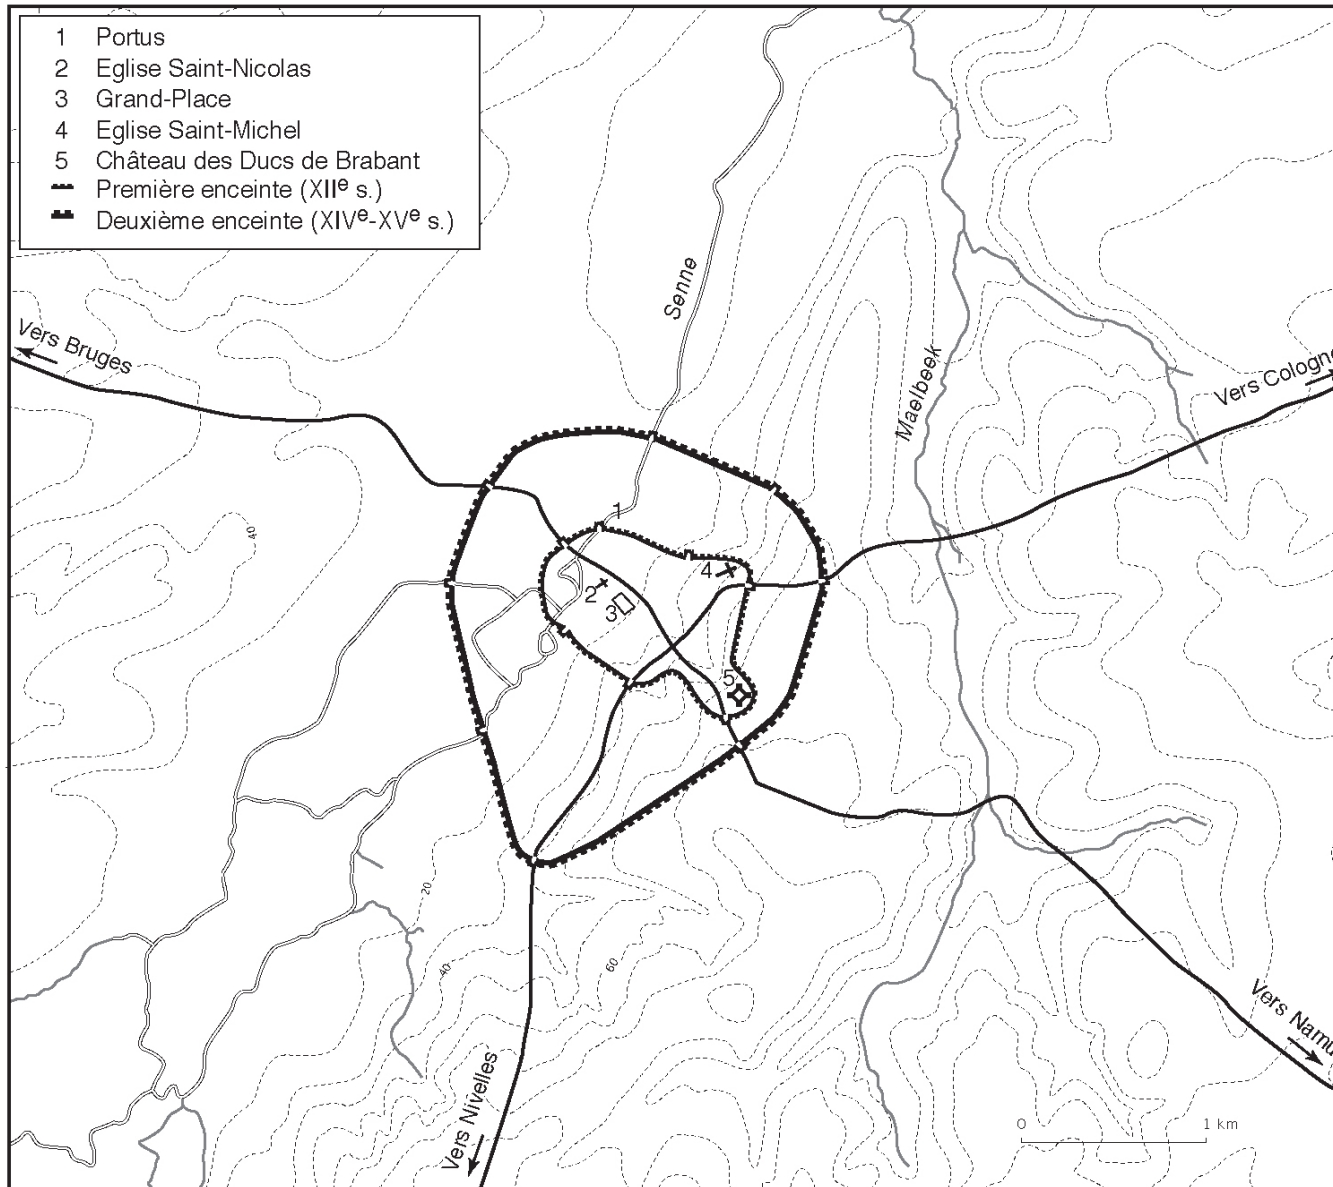 1 Portus
2 Eglise Saint-Nicolas
3 Grand-Place
4 Eglise Saint-Michel
5 Château des Ducs de Brabant
Première enceinte (XIIe s.)
Deuxième enceinte (XIVe-XVe s.)
Senne
Vers Bruges
Maelbeek
Vers Cologne
1
40
4
2
3
5
20
40
60
Vers Namu
Vers Nivelles
0 1 km